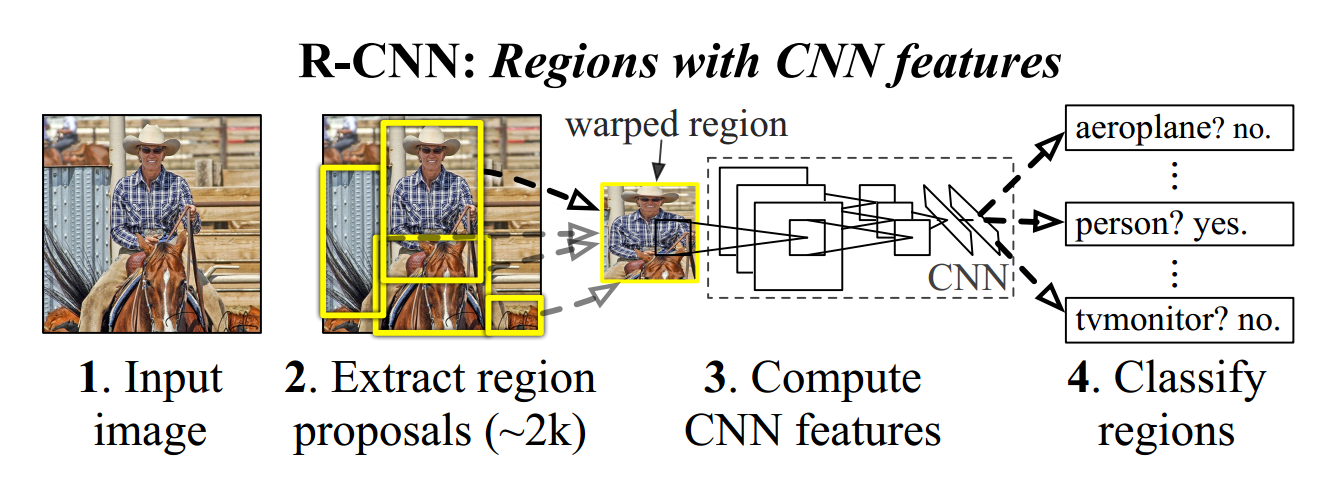 R-CNN: Regions with CNN features
warped region
aeroplane? no.
⋮
person? yes.
⋮
tvmonitor? no.
CNN
1. Input
image
2. Extract region
proposals (~2k)
3. Compute
CNN features
4. Classify
regions